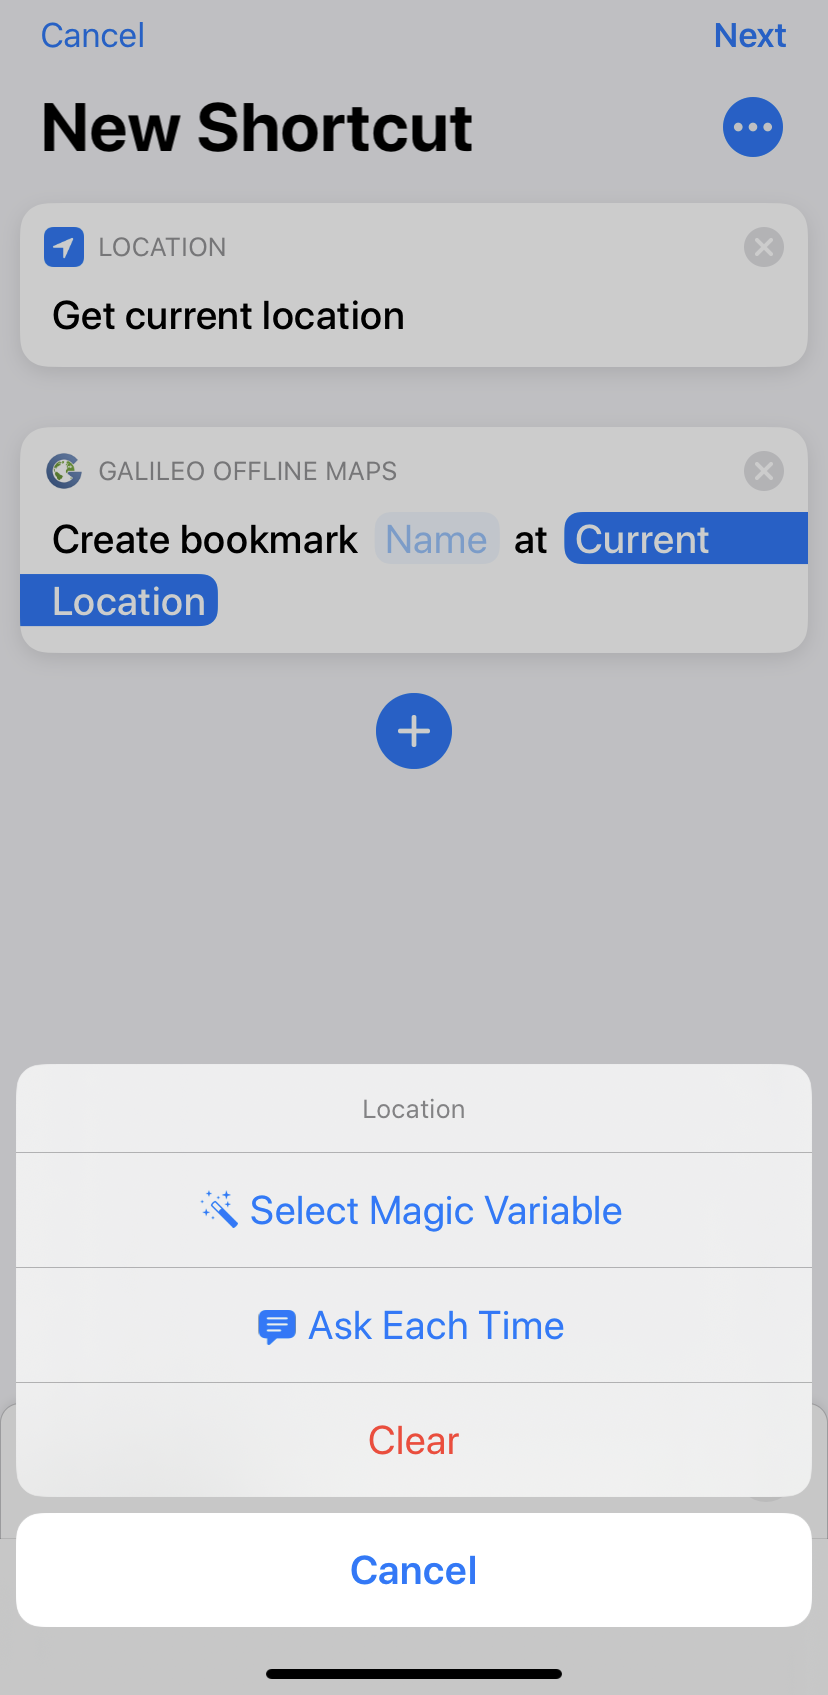 Cancel Next
New Shortcut
LOCATION
Get current location
GALILEO OFFLINE MAPS
Create bookmark Name at Current
Location
Location
Select Magic Variable
Ask Each Time
Clear
Cancel